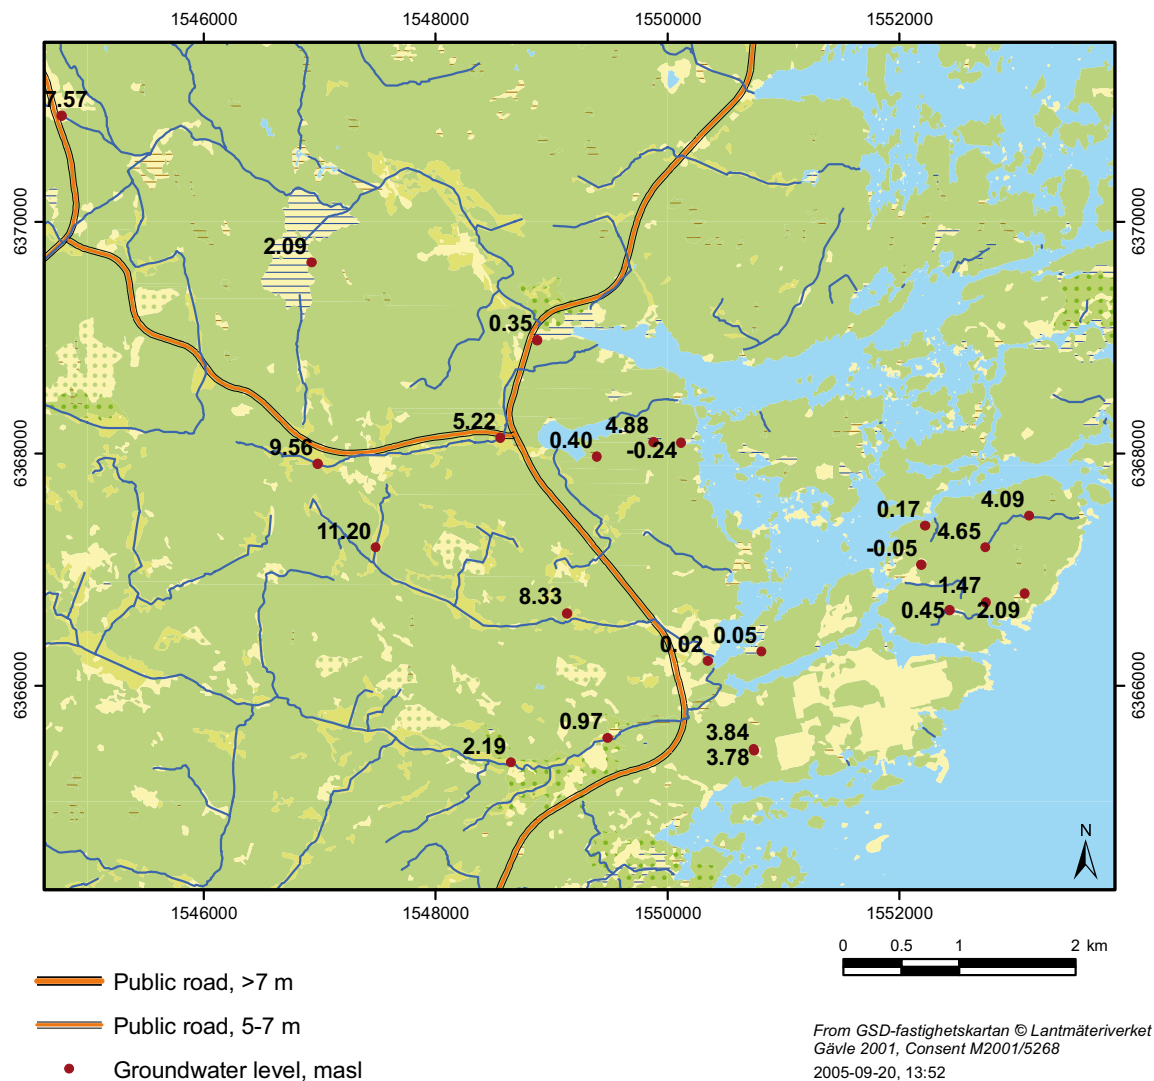 1546000 1548000 1550000 1552000
7.57
6370000 6370000
2.09
0.35
5.22
4.88
0.40
-0.24
9.56
6368000 6368000
4.09
0.17
4.65
11.20
-0.05
1.47
8.33
0.45 2.09
0.05
0.02
6366000 6366000
0.97
3.84
2.19
3.78
N
1546000 1548000 1550000 1552000
0 0.5 1 2 km
Public road, >7 m
Public road, 5-7 m
Groundwater level, masl
From GSD-fastighetskartan © Lantmäteriverket
Gävle 2001, Consent M2001/5268
2005-09-20, 13:52